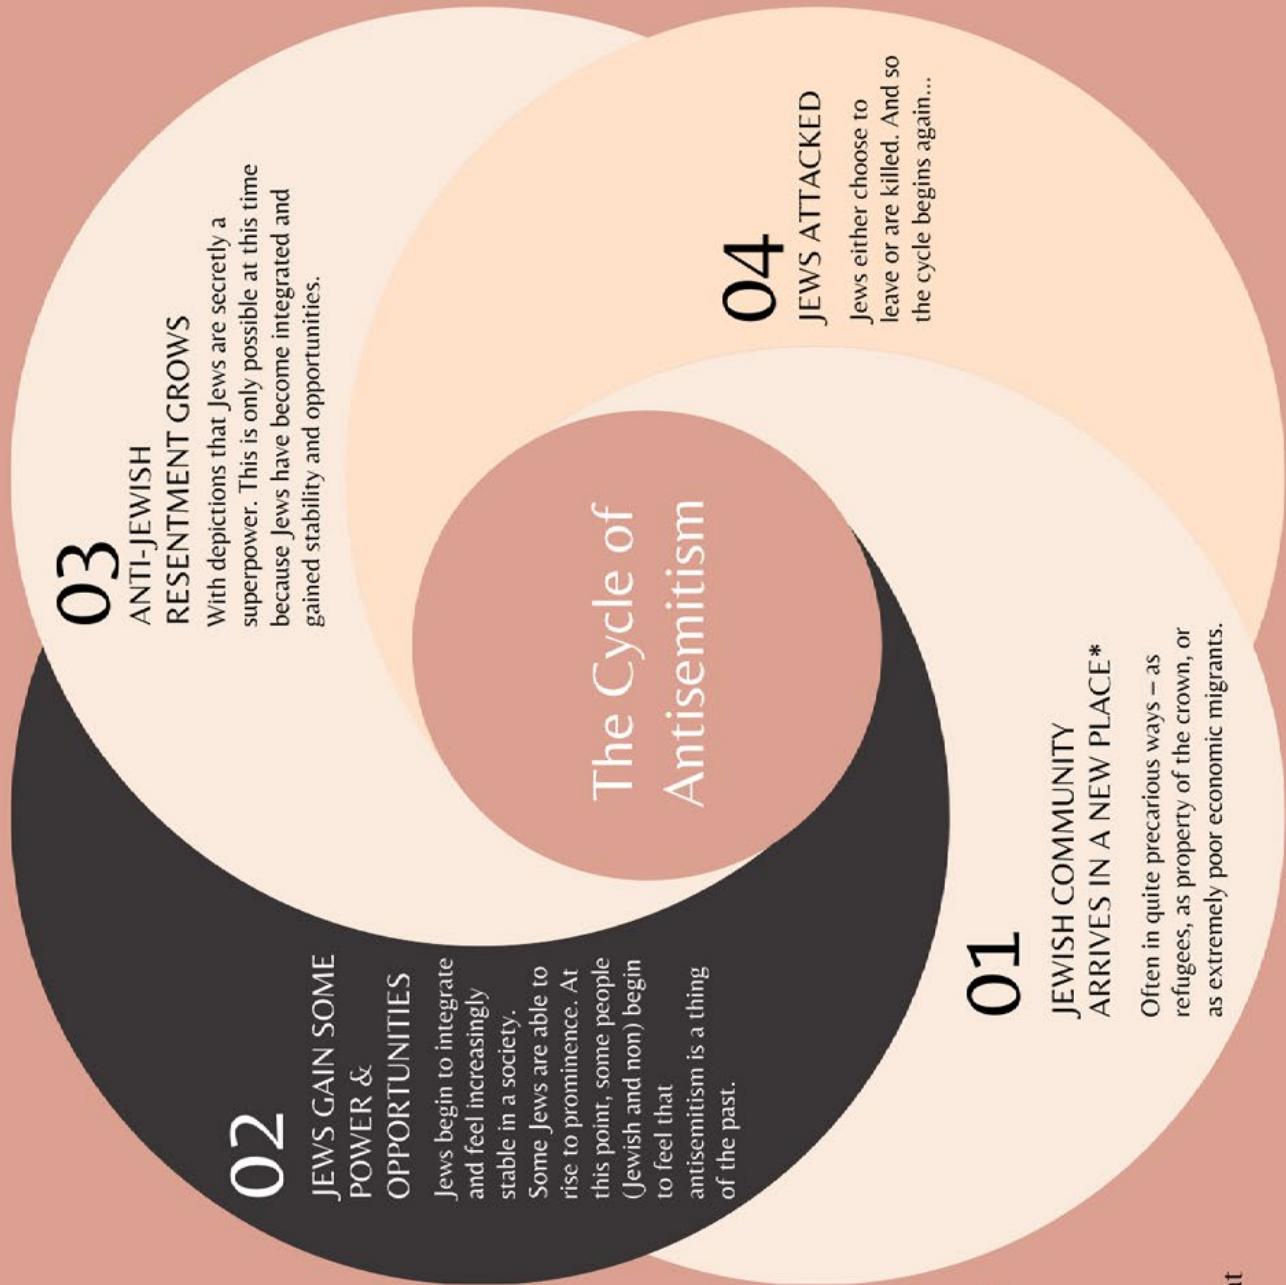 The Cycle of
Antisemitism
01
JEWISH COMMUNITY
ARRIVES IN A NEW PLACE*
Often in quite precarious ways – as
refugees, as property of the crown, or
as extremely poor economic migrants.
02
JEWS GAIN SOME
POWER &
OPPORTUNITIES
Jews begin to integrate
and feel increasingly
stable in a society.
Some Jews are able to
rise to prominence. At
this point, some people
(Jewish and non) begin
to feel that
antisemitism is a thing
of the past.
03
ANTI-JEWISH
RESENTMENT GROWS
With depictions that Jews are secretly a
superpower. This is only possible at this time
because Jews have become integrated and
gained stability and opportunities.
04
JEWS ATTACKED
Jews either choose to
leave or are killed. And so
the cycle begins again...